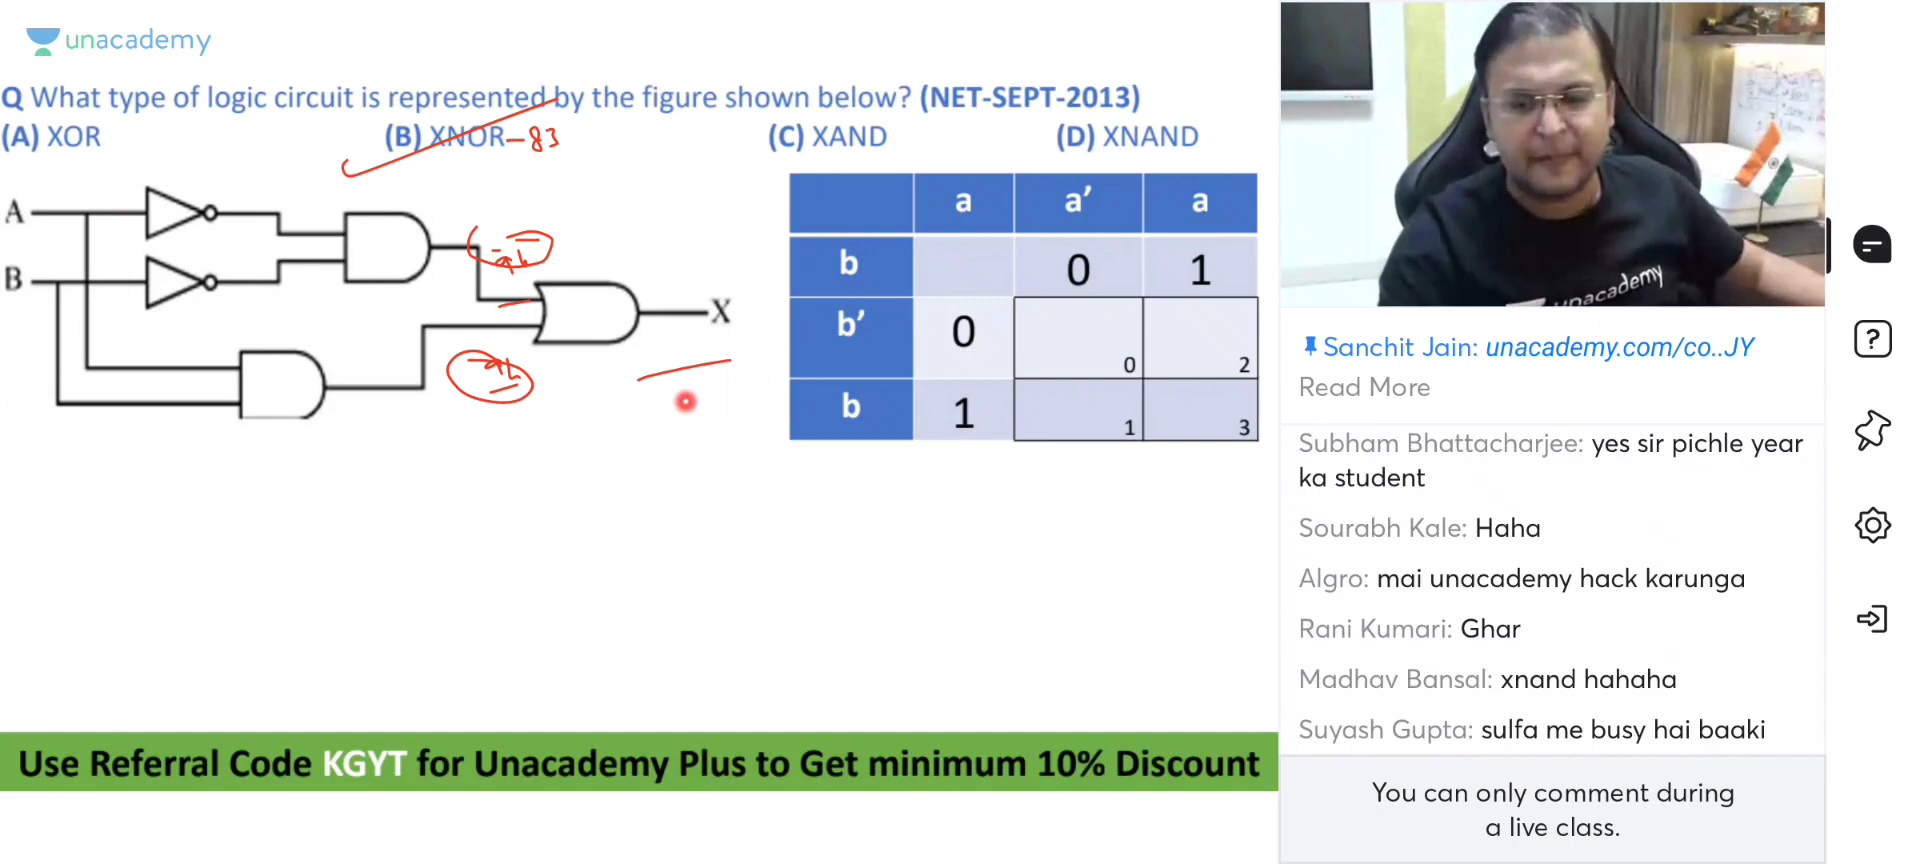 unacademy
Q What type of logic circuit is represented by the figure shown below? (NET-SEPT-2013)
(A) XOR (B) XNOR -83 (C) XAND (D) XNAND
A
B
X
a a’ a
b 0 1
b’ 0 0 2
b 1 1 3
Use Referral Code KGYT for Unacademy Plus to Get minimum 10% Discount
unacademy
Sanchit Jain: unacademy.com/co..JY
Read More
Subham Bhattacharjee: yes sir pichle year
ka student
Sourabh Kale: Haha
Algro: mai unacademy hack karunga
Rani Kumari: Ghar
Madhav Bansal: xnand hahaha
Suyash Gupta: sulfa me busy hai baaki
You can only comment during
a live class.
?